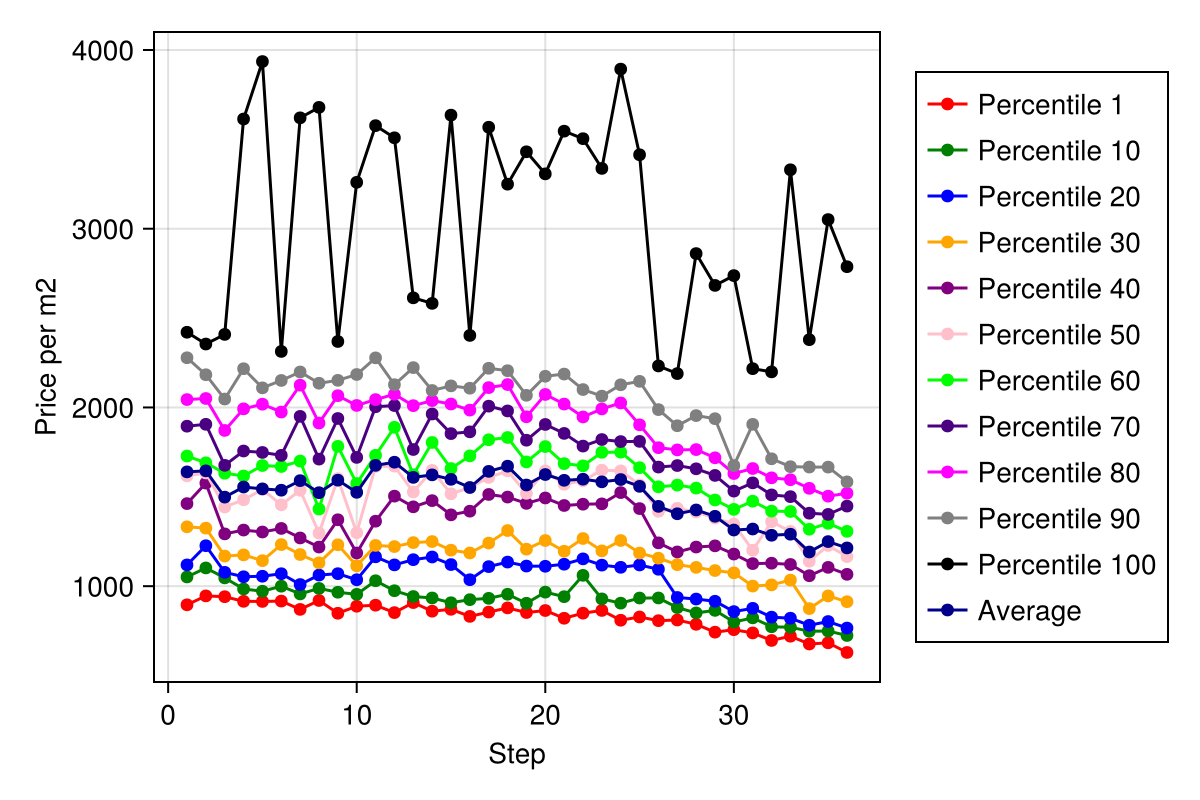 4000
3000
2000
1000
Price per m2
0
10
20
30
Step
Percentile 1
Percentile 10
Percentile 20
Percentile 30
Percentile 40
Percentile 50
Percentile 60
Percentile 70
Percentile 80
Percentile 90
Percentile 100
Average